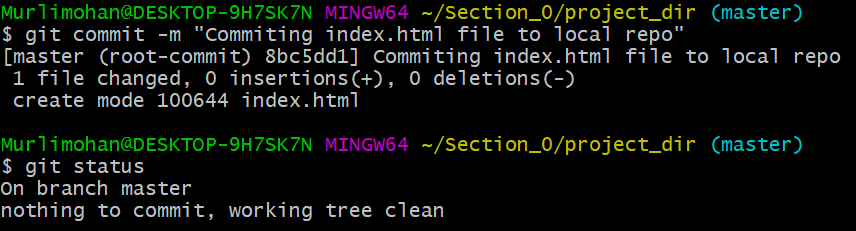 Murlimohan@DESKTOP-9H7SK7N MINGW64 ~/Section_0/project_dir (master)
$ git commit -m "Commiting index.html file to local repo"
[master (root-commit) 8bc5dd1] Commiting index.html file to local repo
 1 file changed, 0 insertions(+), 0 deletions(-)
 create mode 100644 index.html
Murlimohan@DESKTOP-9H7SK7N MINGW64 ~/Section_0/project_dir (master)
$ git status
On branch master
nothing to commit, working tree clean